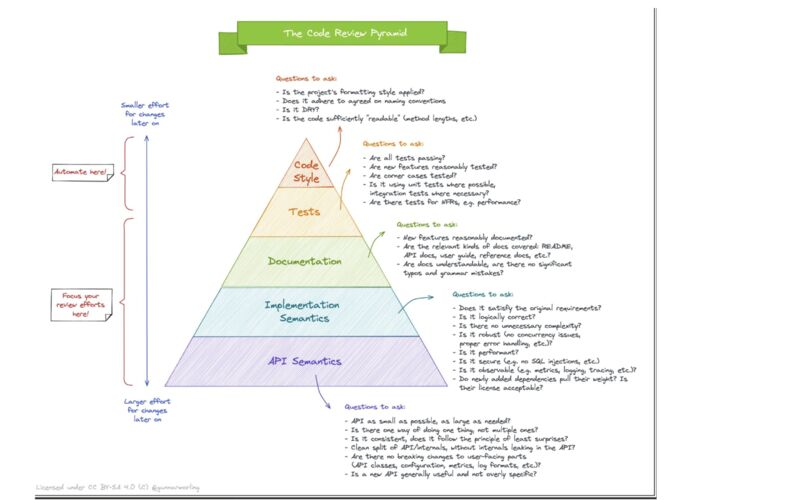 The Code Review Pyramid
Questions to ask:
- Is the project's formatting style applied?
- Does it adhere to agreed on naming conventions
- Is it DRY?
- Is the code sufficiently "readable" (method lengths, etc.)
Smaller effort
for changes
later on
Questions to ask:
- Are all tests passing?
- Are new features reasonably tested?
- Are corner cases tested?
- Is it using unit tests where possible,
integration tests where necessary?
- Are there tests for NFRs, e.g. performance?
Automate here!
Code
Style
Tests
Questions to ask:
- New features reasonably documented?
- Are the relevant kinds of docs covered: README,
API docs, user guide, reference docs, etc.?
- Are docs understandable, are there no significant
typos and grammar mistakes?
Documentation
Focus your
review efforts
here!
Implementation
Semantics
Questions to ask:
- Does it satisfy the original requirements?
- Is it logically correct?
- Is there no unnecessary complexity?
- Is it robust (no concurrency issues,
proper error handling, etc.)?
- Is it performant?
- Is it secure (e.g. no SQL injections, etc.)
- Is it observable (e.g. metrics, logging, tracing, etc.)?
- Do newly added dependencies pull their weight? Is
their license acceptable?
API Semantics
Larger effort
for changes
later on
Questions to ask:
- API as small as possible, as large as needed?
- Is there one way of doing one thing, not multiple ones?
- Is it consistent, does it follow the principle of least surprises?
- Clean split of API/internals, without internals leaking in the API?
- Are there no breaking changes to user-facing parts
(API classes, configuration, metrics, log formats, etc.)?
- Is a new API generally useful and not overly specific?
Licensed under CC BY-SA 4.0 (c) @gunnarmorling